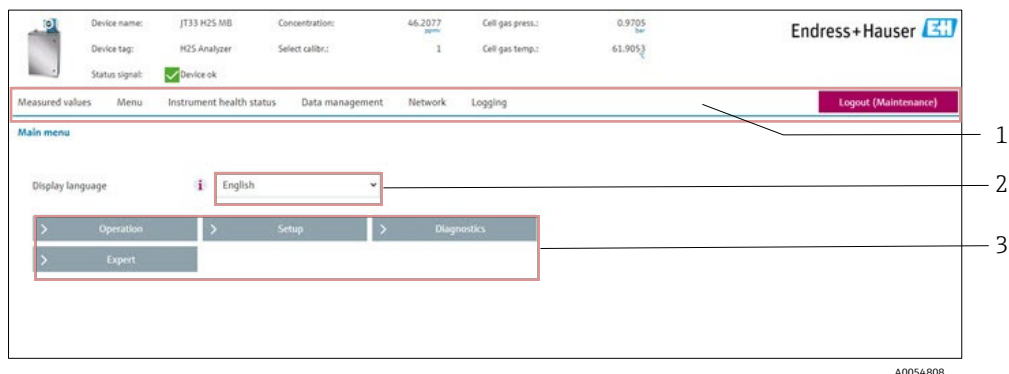 Device name: JT33 H2S MB Concentration: 46.2077 ppmv Cell gas press.: 0.9705 bar
Endress+Hauser EH
Device tag: H2S Analyzer Select calibr.: 1 Cell gas temp.: 61.9053 °C
Status signal: Device ok
Measured values Menu Instrument health status Data management Network Logging Logout (Maintenance)
1
Main menu
Display language i English
2
> Operation > Setup > Diagnostics
3
> Expert
A0054808